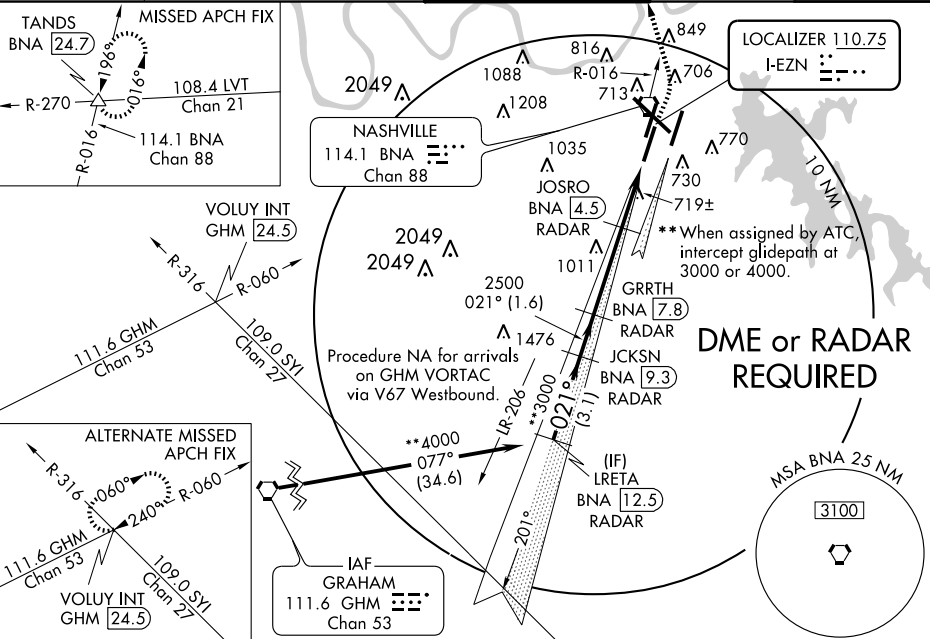 TANDS
BNA 24.7
MISSED APCH FIX
196°
016°
R-270
108.4 LVT
Chan 21
R-016
114.1 BNA
Chan 88
2049
1088
816
R-016
849
713
706
LOCALIZER 110.75
I-EZN
1208
NASHVILLE
114.1 BNA
Chan 88
1035
770
730
719±
10 NM
JOSRO
BNA 4.5
RADAR
** When assigned by ATC,
intercept glidepath at
3000 or 4000.
VOLUY INT
GHM 24.5
R-316
R-060
2049
2049
1011
2500
021° (1.6)
GRRTH
BNA 7.8
RADAR
111.6 GHM
Chan 53
109.0 SYI
Chan 27
1476
Procedure NA for arrivals
on GHM VORTAC
via V67 Westbound.
JCKSN
BNA 9.3
RADAR
DME or RADAR
REQUIRED
LR-206
**3000
021°
(3.1)
ALTERNATE MISSED
APCH FIX
R-316
060°
R-060
240°
111.6 GHM
Chan 53
109.0 SYI
Chan 27
VOLUY INT
GHM 24.5
**4000
077°
(34.6)
(IF)
LRETA
BNA 12.5
RADAR
201°
MSA BNA 25 NM
3100
IAF
GRAHAM
111.6 GHM
Chan 53